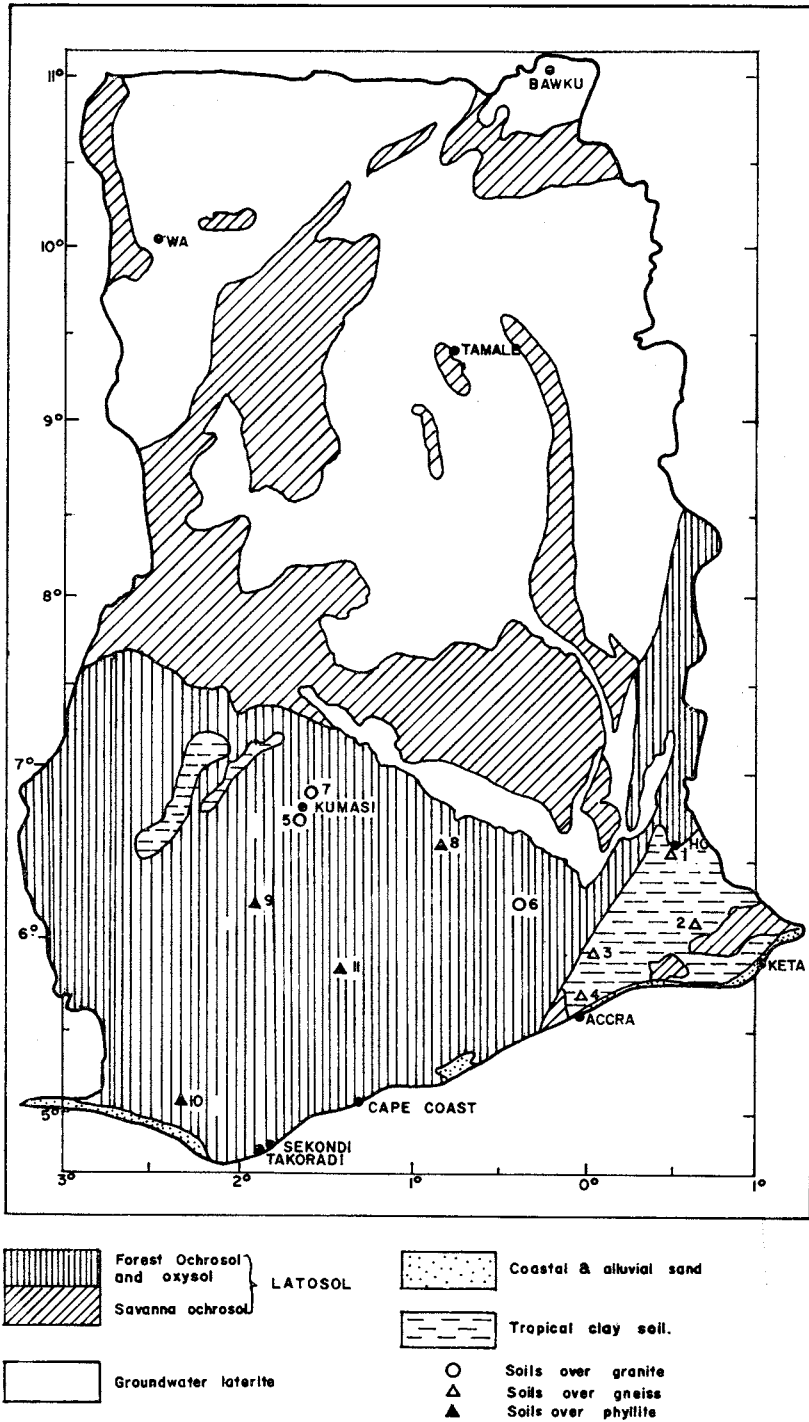 11°
BAWKU
WA
10°
TAMALE
9°
8°
7°
7
KUMASI
5
8
HO
1
9
6
2
6°
3
KETA
11
4
ACCRA
10
5°
CAPE COAST
SEKONDI
TAKORADI
3°
2°
1°
0°
1°
Forest Ochrosol
and oxysol
LATOSOL
Savanna ochrosol
Groundwater laterite
Coastal & alluvial sand
Tropical clay soil.
Soils over granite
Soils over gneiss
Soils over phyllite